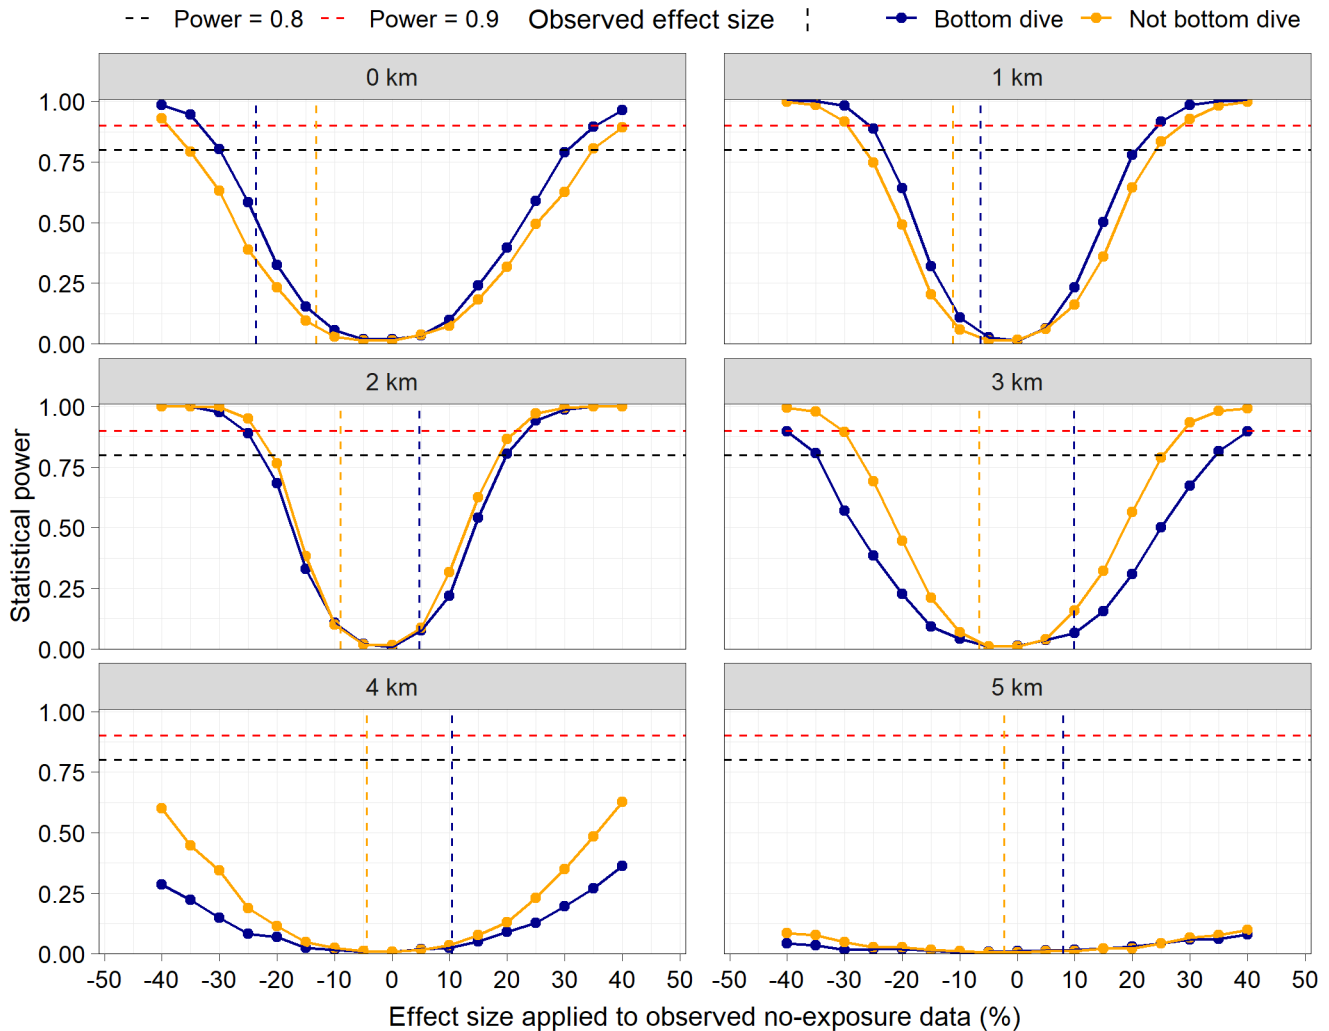 Power = 0.8 Power = 0.9 Observed effect size Bottom dive Not bottom dive
0 km 1 km
1.00
0.75
0.50
0.25
0.00
2 km 3 km
1.00
0.75
0.50
0.25
0.00
4 km 5 km
1.00
0.75
0.50
0.25
0.00
Statistical power
-50 -40 -30 -20 -10 0 10 20 30 40 50 -50 -40 -30 -20 -10 0 10 20 30 40 50
Effect size applied to observed no-exposure data (%)